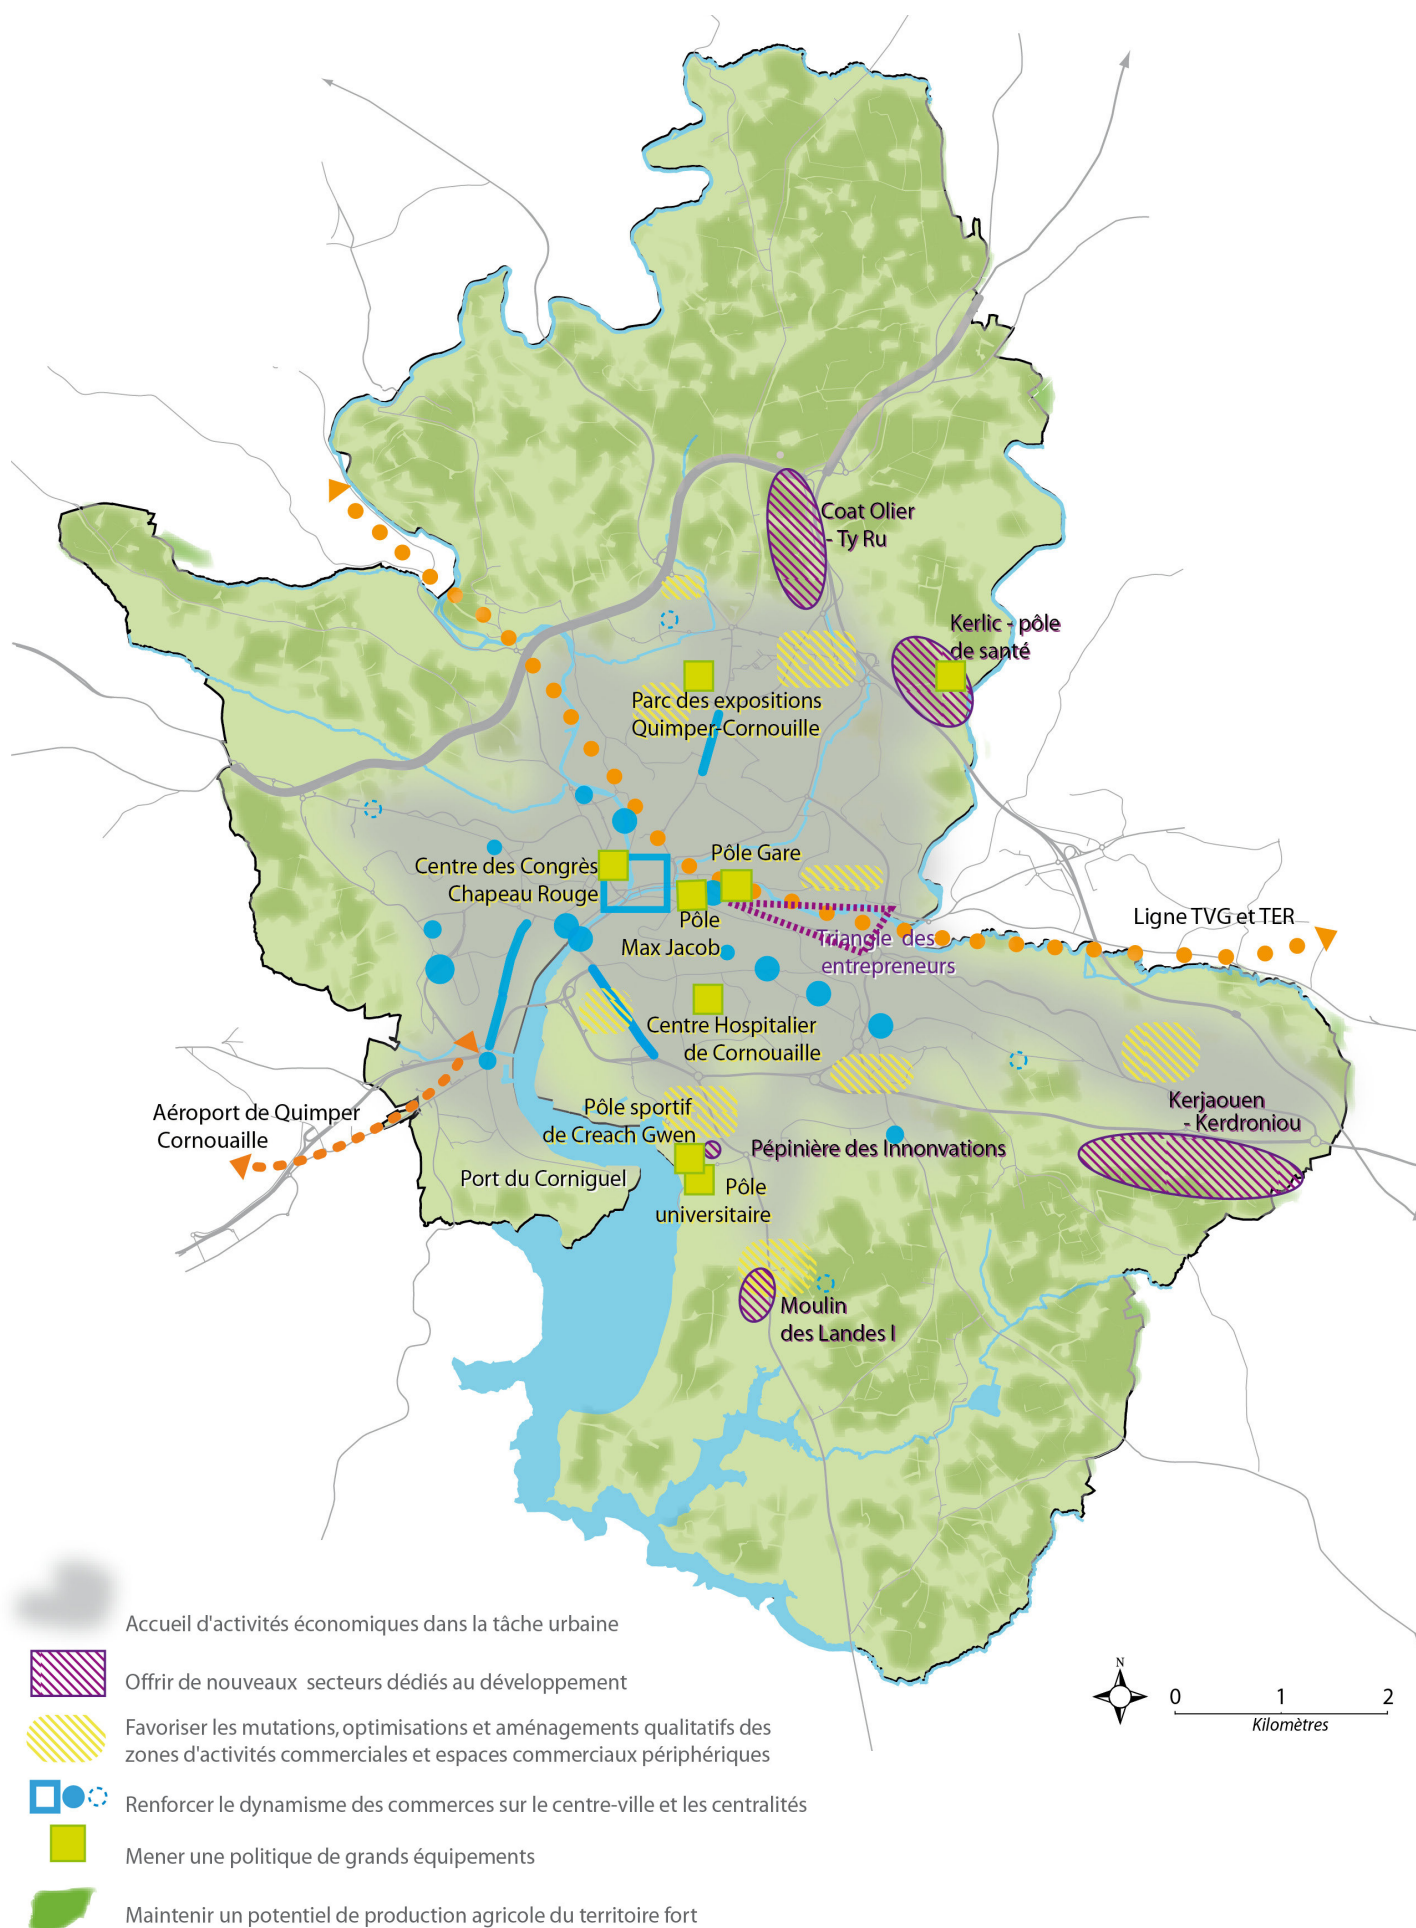 Coat Olier
- Ty Ru
Kerlic - pôle
de santé
Parc des expositions
Quimper-Cornouille
Pôle Gare
Centre des Congrès
Chapeau Rouge
Pôle
Max Jacob
Ligne TVG et TER
Triangle des
entrepreneurs
Centre Hospitalier
de Cornouaille
Aéroport de Quimper
Cornouaille
Pôle sportif
de Creach Gwen
Kerjaouen
- Kerdroniou
Pépinière des Innonvations
Port du Corniguel
Pôle
universitaire
Moulin
des Landes I
Accueil d'activités économiques dans la tâche urbaine
Offrir de nouveaux secteurs dédiés au développement
Favoriser les mutations, optimisations et aménagements qualitatifs des
zones d'activités commerciales et espaces commerciaux périphériques
Renforcer le dynamisme des commerces sur le centre-ville et les centralités
Mener une politique de grands équipements
Maintenir un potentiel de production agricole du territoire fort
N
0 1 2
Kilomètres